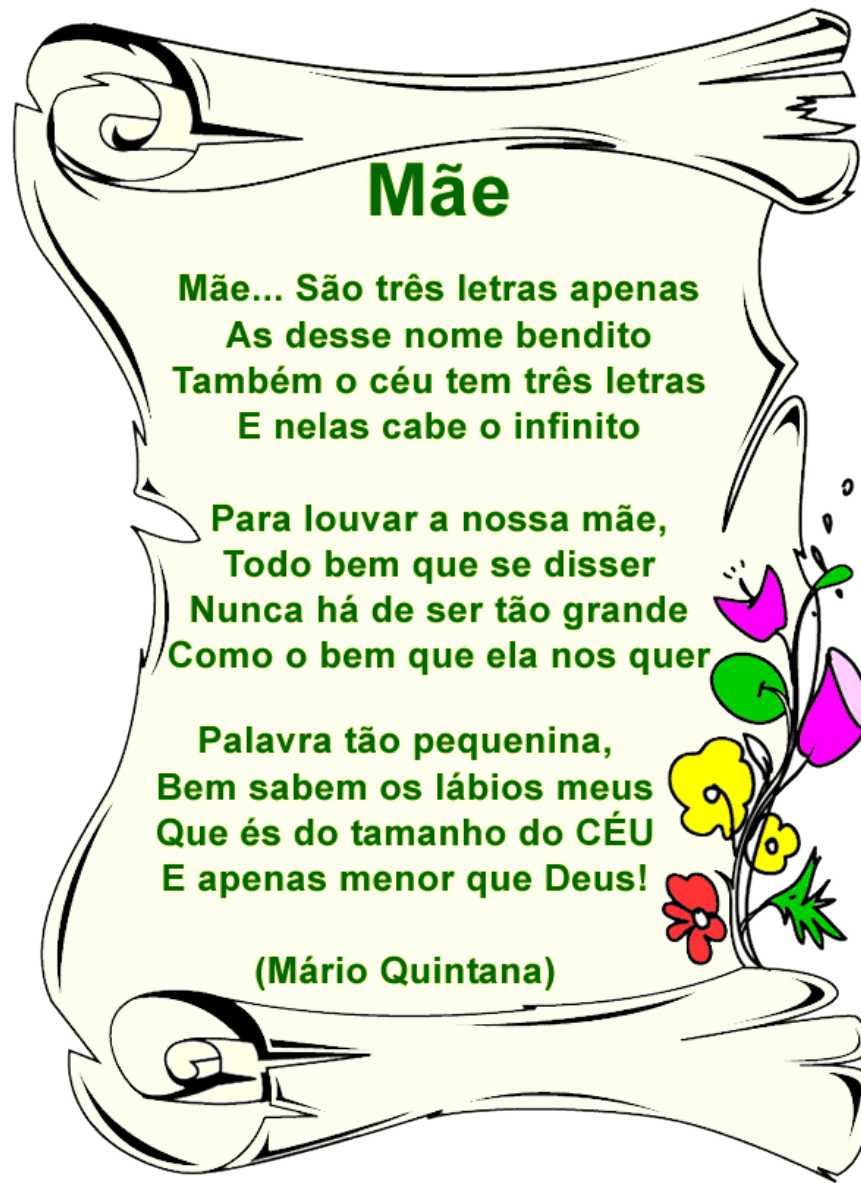 Mãe
Mãe... São três letras apenas
As desse nome bendito
Também o céu tem três letras
E nelas cabe o infinito
Para louvar a nossa mãe,
Todo bem que se disser
Nunca há de ser tão grande
Como o bem que ela nos quer
Palavra tão pequenina,
Bem sabem os lábios meus
Que és do tamanho do CÉU
E apenas menor que Deus!
(Mário Quintana)